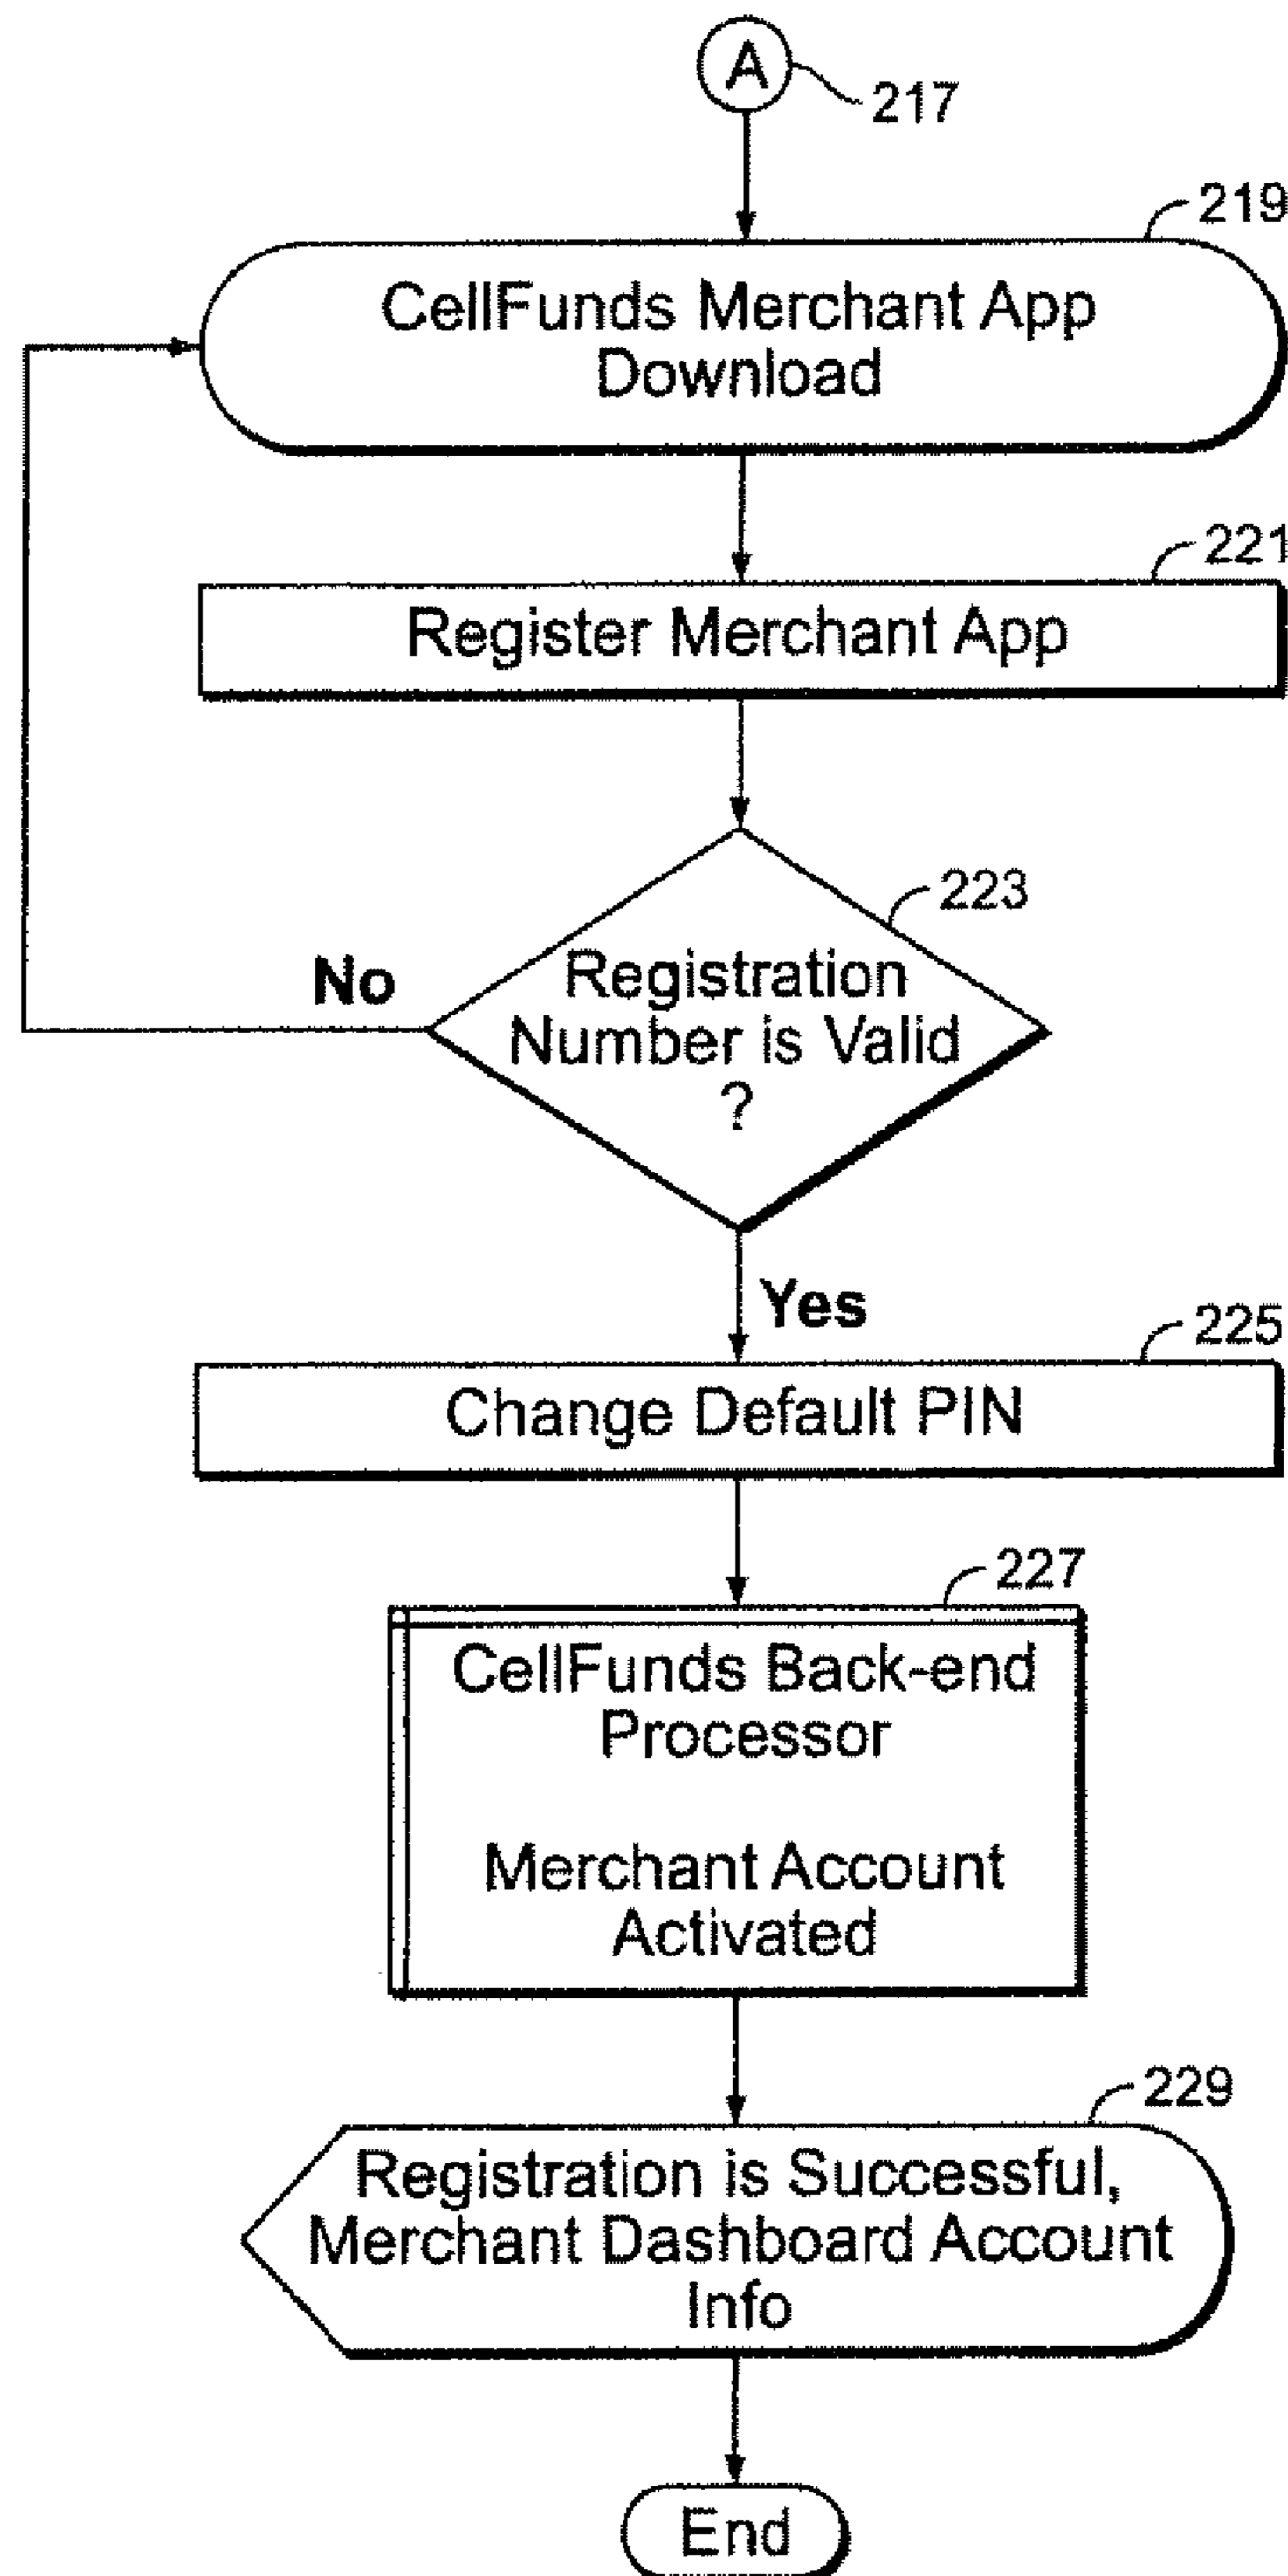 A
217
219
CellFunds Merchant App
Download
221
Register Merchant App
223
No
Registration
Number is Valid
?
Yes
225
Change Default PIN
227
CellFunds Back-end
Processor
Merchant Account
Activated
229
Registration is Successful,
Merchant Dashboard Account
Info
End